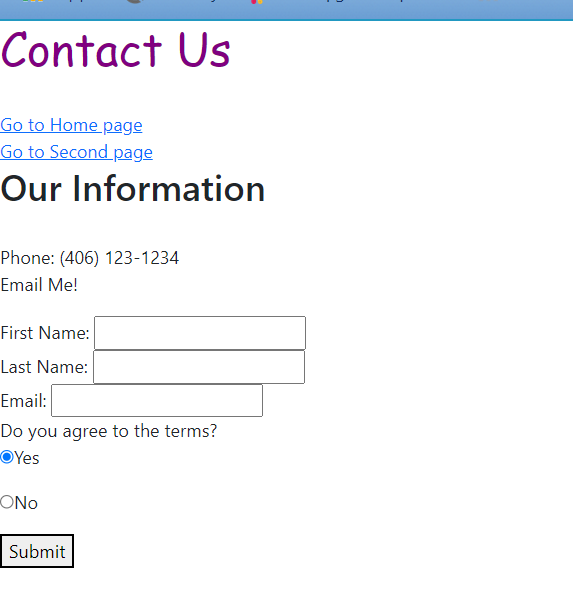 Contact Us
Go to Home page
Go to Second page
Our Information
Phone: (406) 123-1234
Email Me!
First Name:
Last Name:
Email:
Do you agree to the terms?
Yes
No
Submit